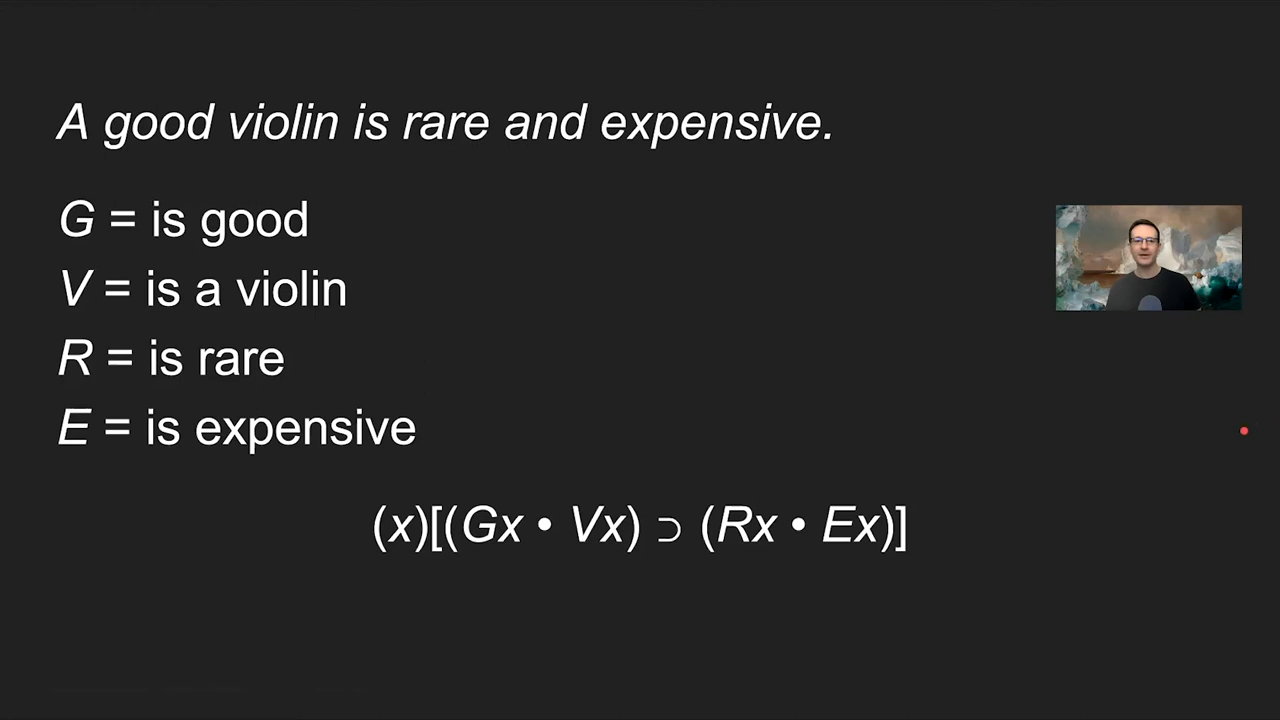 A good violin is rare and expensive.
G = is good
V = is a violin
R = is rare
E = is expensive
(x)[(Gx • Vx) ⊃ (Rx • Ex)]